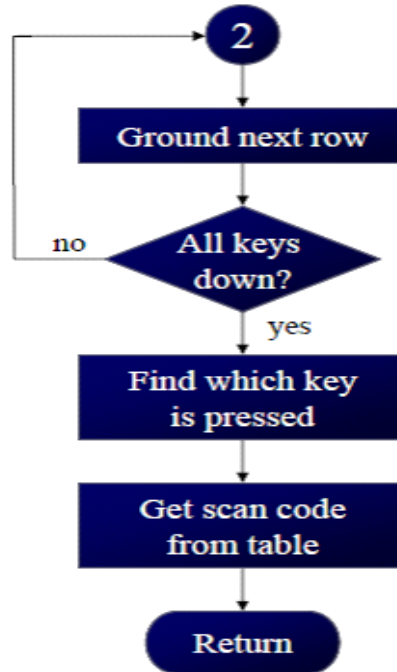 2
Ground next row
All keys
down?
no
yes
Find which key
is pressed
Get scan code
from table
Return